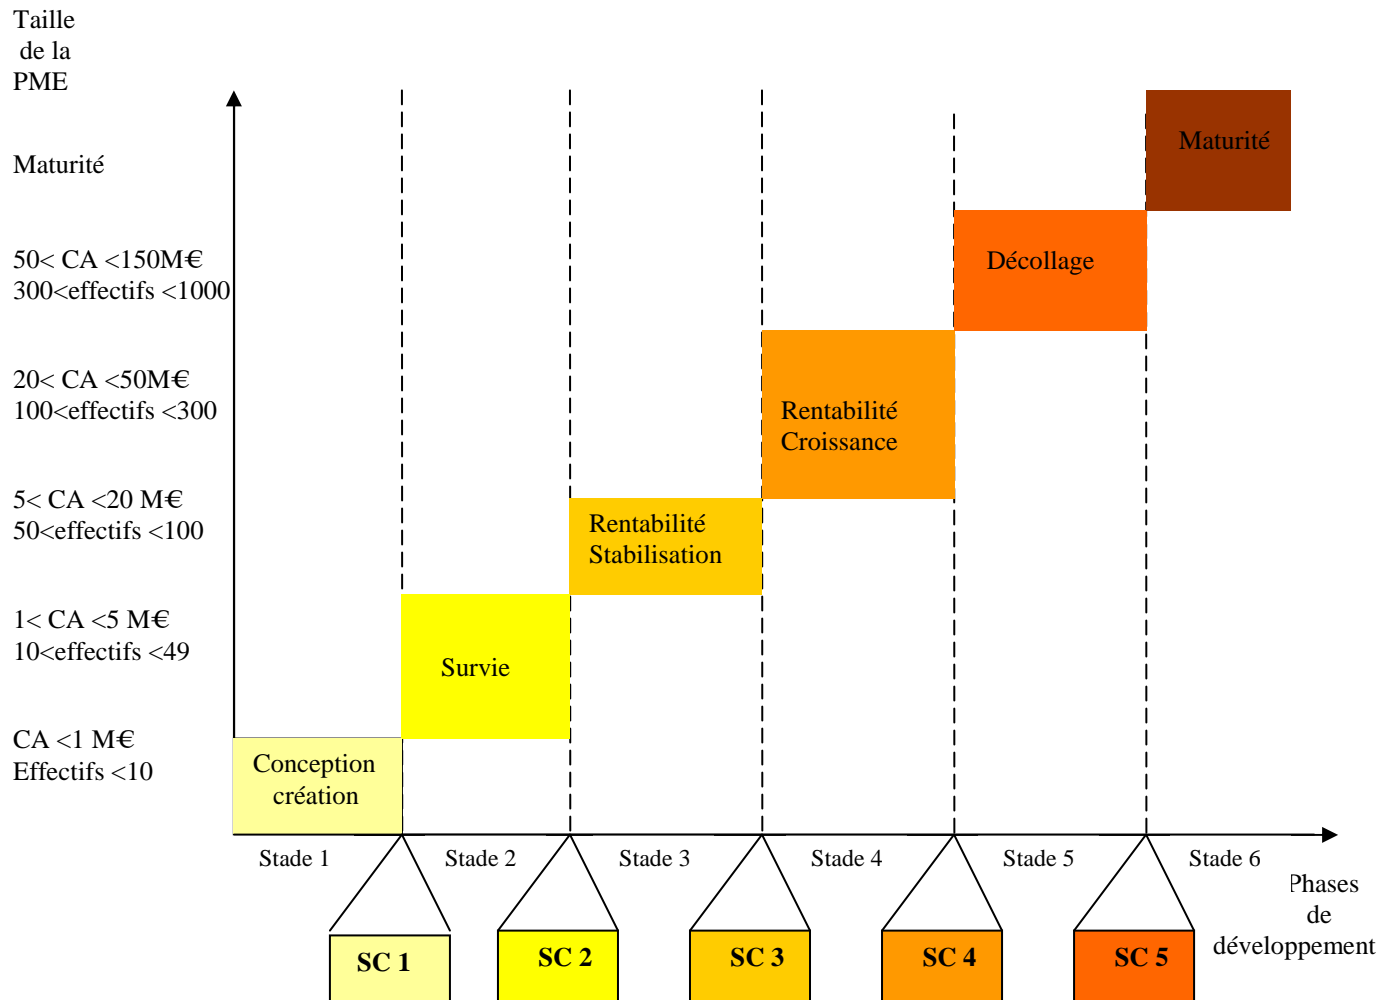 Taille
de la
PME
Maturité
50< CA <150M€
300<effectifs <1000
20< CA <50M€
100<effectifs <300
5< CA <20 M€
50<effectifs <100
1< CA <5 M€
10<effectifs <49
CA <1 M€
Effectifs <10
Maturité
Décollage
Rentabilité
Croissance
Rentabilité
Stabilisation
Survie
Conception
création
Stade 1
Stade 2
Stade 3
Stade 4
Stade 5
Stade 6
Phases
de
développement
SC 1
SC 2
SC 3
SC 4
SC 5